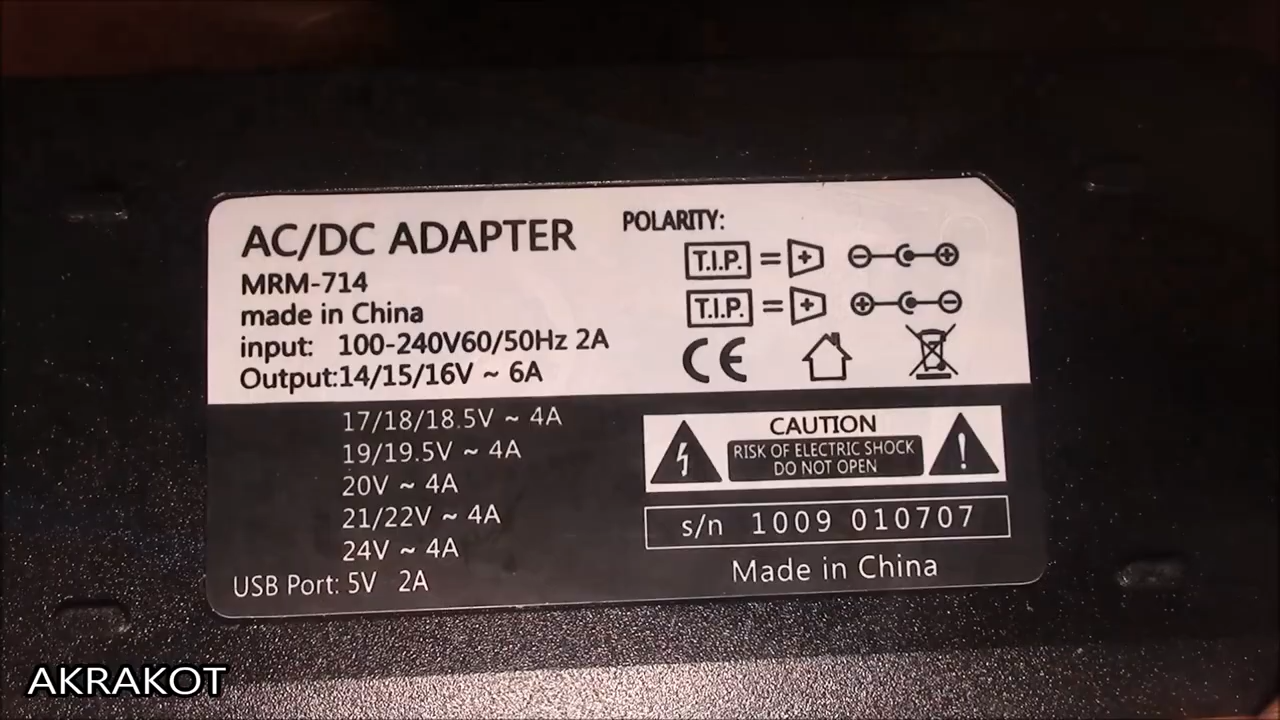 AC/DC ADAPTER
MRM-714
made in China
input: 100-240V60/50Hz 2A
Output:14/15/16V ~ 6A
17/18/18.5V ~ 4A
19/19.5V ~ 4A
20V ~ 4A
21/22V ~ 4A
24V ~ 4A
USB Port: 5V 2A
POLARITY:
T.I.P. = +
T.I.P. = +
CE
CAUTION
RISK OF ELECTRIC SHOCK
DO NOT OPEN
s/n 1009 010707
Made in China
AKRAKOT